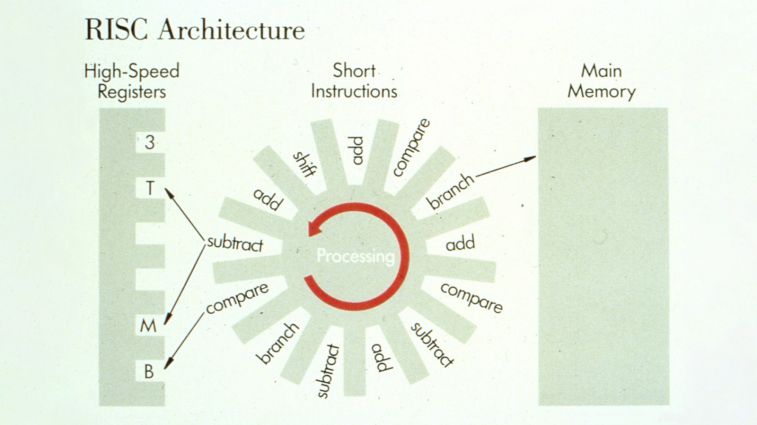 RISC Architecture
High-Speed
Registers
Short
Instructions
Main
Memory
3
T
M
B
add
compare
branch
add
compare
subtract
add
subtract
branch
compare
subtract
add
shift
Processing